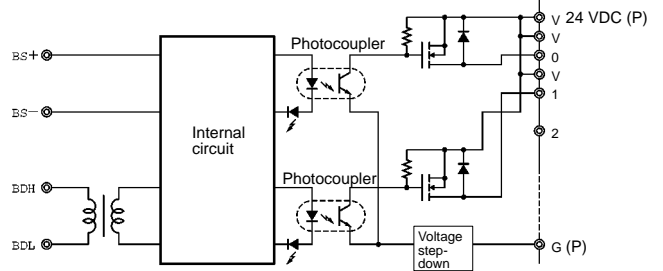 BS+
BS−
BDH
BDL
Internal
circuit
Photocoupler
Photocoupler
Voltage
step-
down
V 24 VDC (P)
V
0
V
1
2
G (P)